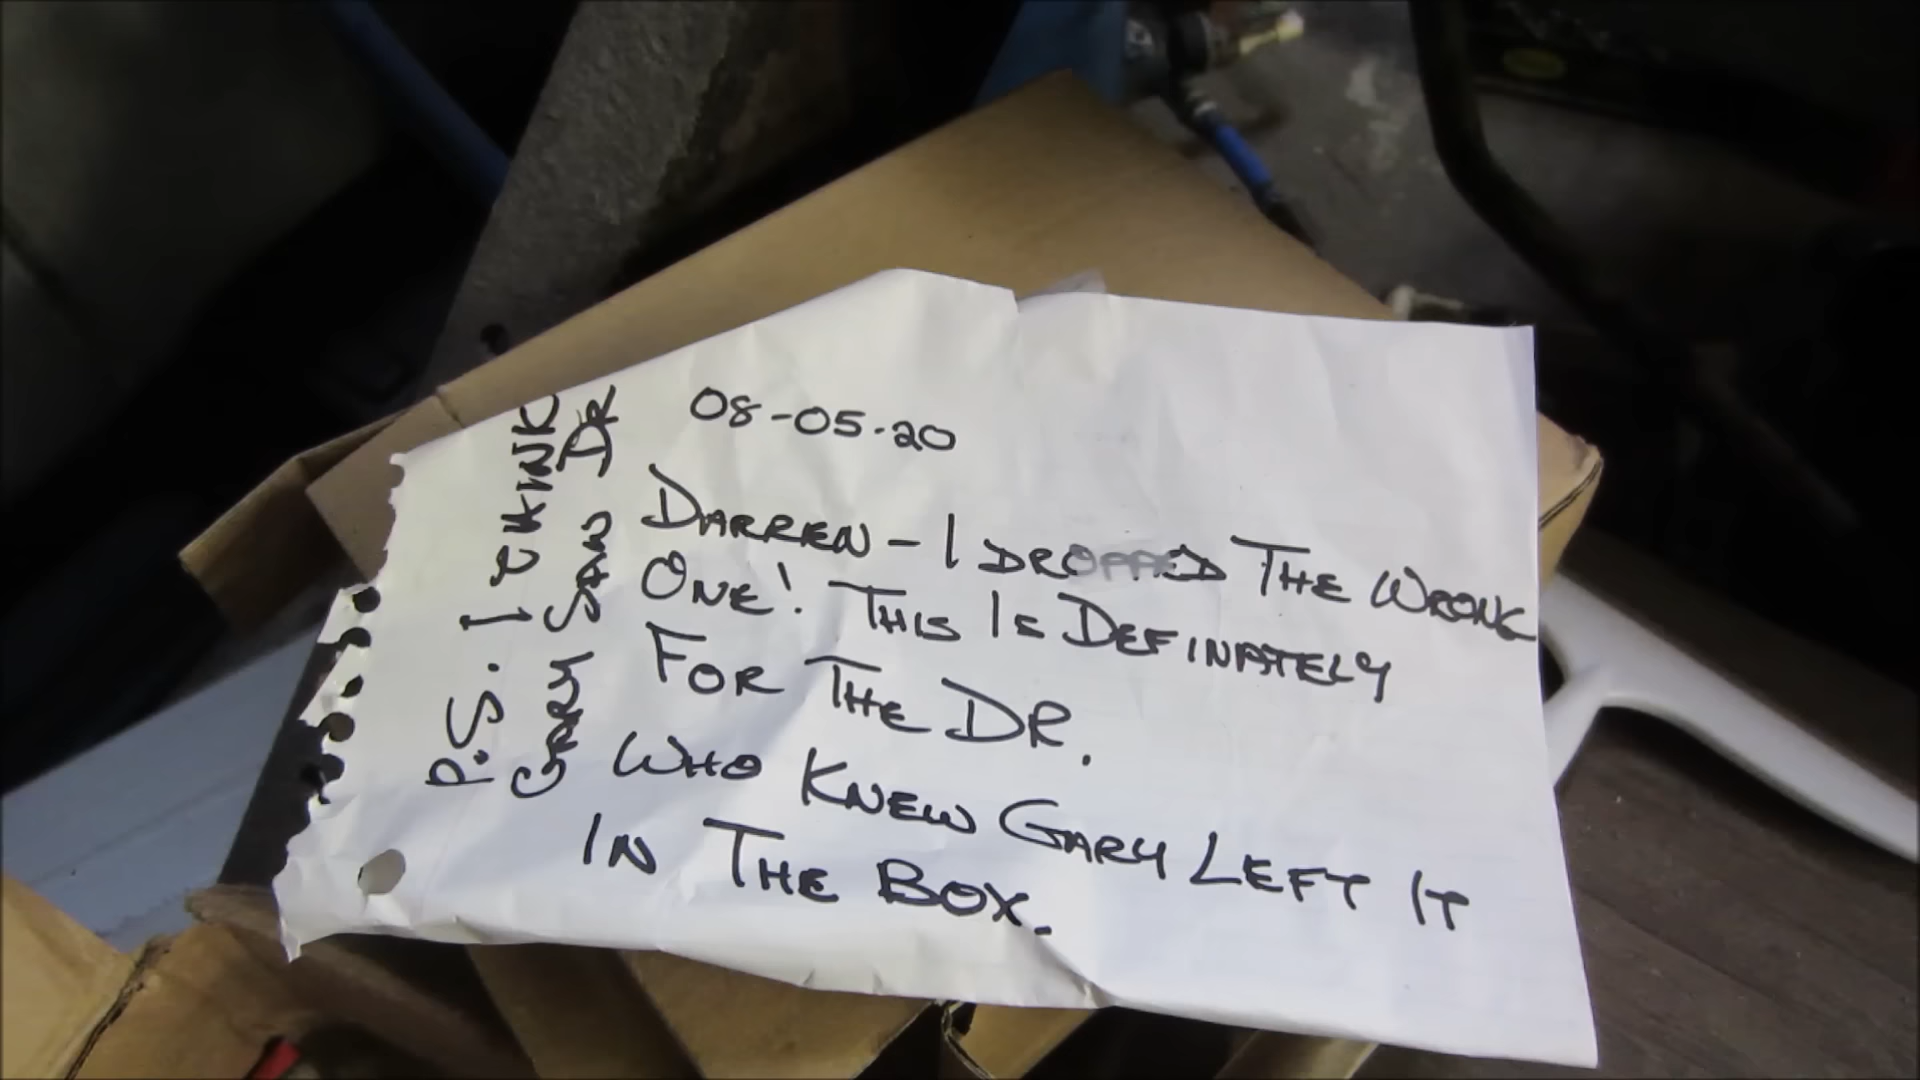 08-05-20
DARREN - I DROPPED THE WRONG
ONE! THIS IS DEFINATELY
FOR THE DR.
WHO KNEW GARY LEFT IT
IN THE BOX.
P.S. I THINK
GARY SAW DR